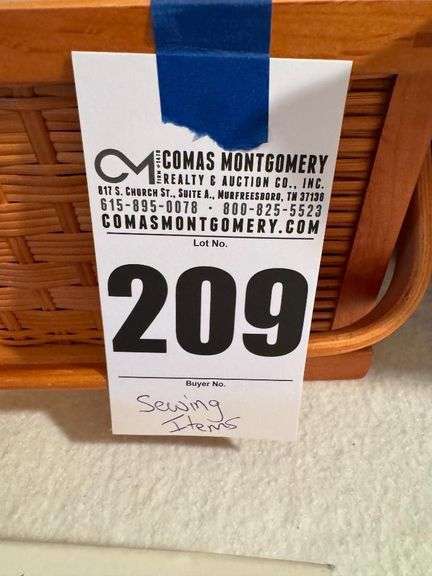 CM FIRM #5618 COMAS MONTGOMERY
REALTY & AUCTION CO., INC.
817 S. CHURCH ST., SUITE A., MURFREESBORO, TN 37130
615-895-0078 • 800-825-5523
COMASMONTGOMERY.COM
Lot No.
209
Buyer No.
Sewing
Items